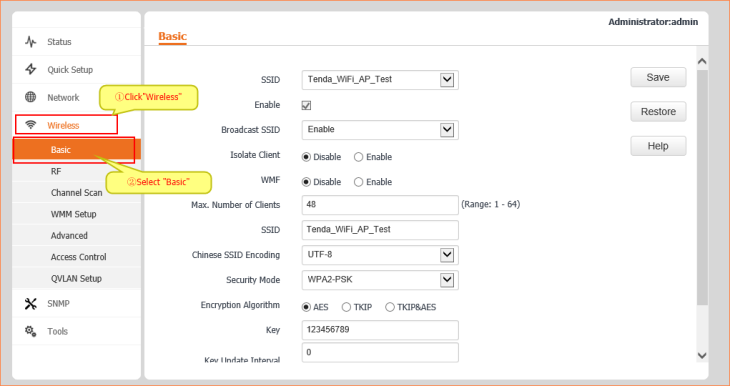 Administrator:admin
Status
Quick Setup
Network
Wireless
Basic
RF
Channel Scan
WMM Setup
Advanced
Access Control
QVLAN Setup
SNMP
Tools
①Click"Wireless"
②Select "Basic"
Basic
SSID Tenda_WiFi_AP_Test
Enable
Broadcast SSID Enable
Isolate Client Disable Enable
WMF Disable Enable
Max. Number of Clients 48 (Range: 1 - 64)
SSID Tenda_WiFi_AP_Test
Chinese SSID Encoding UTF-8
Security Mode WPA2-PSK
Encryption Algorithm AES TKIP TKIP&AES
Key 123456789
Key Update Interval 0
Save
Restore
Help